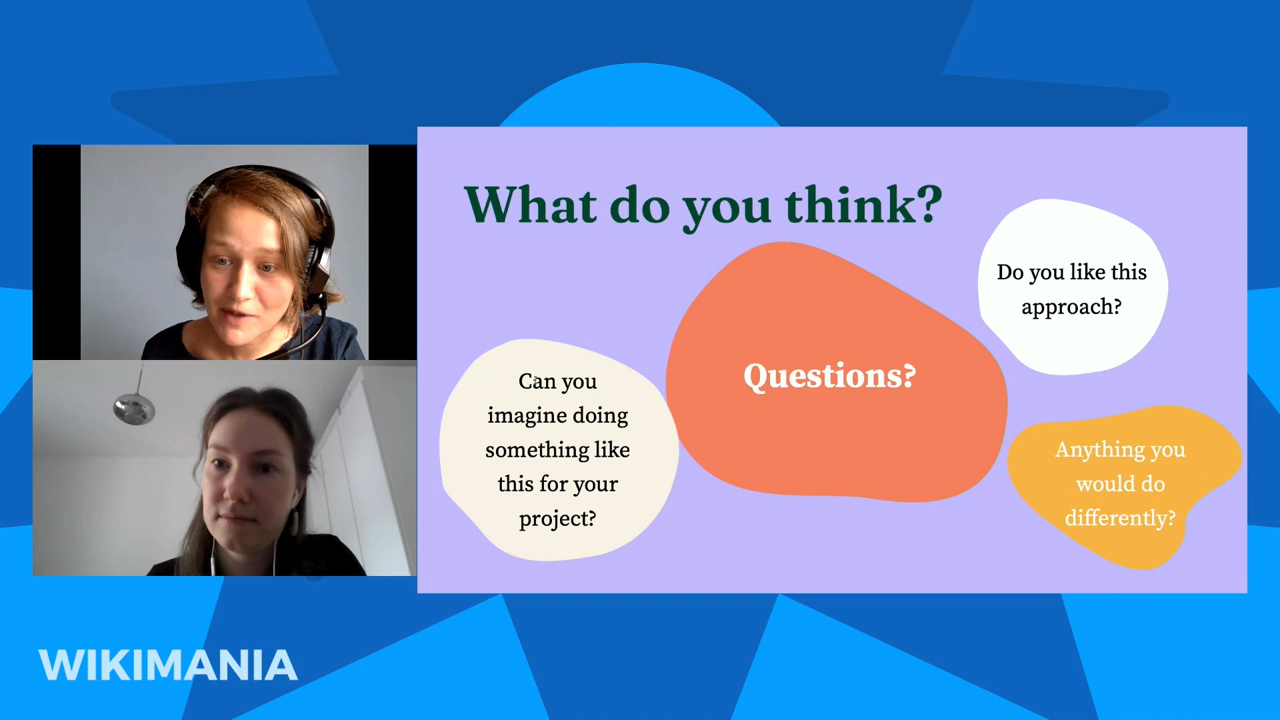 What do you think?
Do you like this
approach?
Questions?
Can you
imagine doing
something like
this for your
project?
Anything you
would do
differently?
WIKIMANIA